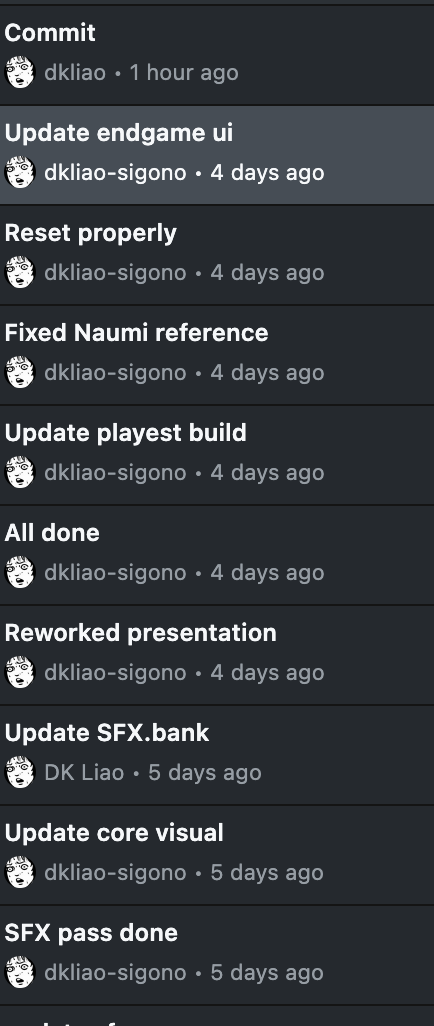 Commit
dkliao • 1 hour ago
Update endgame ui
dkliao-sigono • 4 days ago
Reset properly
dkliao-sigono • 4 days ago
Fixed Naumi reference
dkliao-sigono • 4 days ago
Update playest build
dkliao-sigono • 4 days ago
All done
dkliao-sigono • 4 days ago
Reworked presentation
dkliao-sigono • 4 days ago
Update SFX.bank
DK Liao • 5 days ago
Update core visual
dkliao-sigono • 5 days ago
SFX pass done
dkliao-sigono • 5 days ago